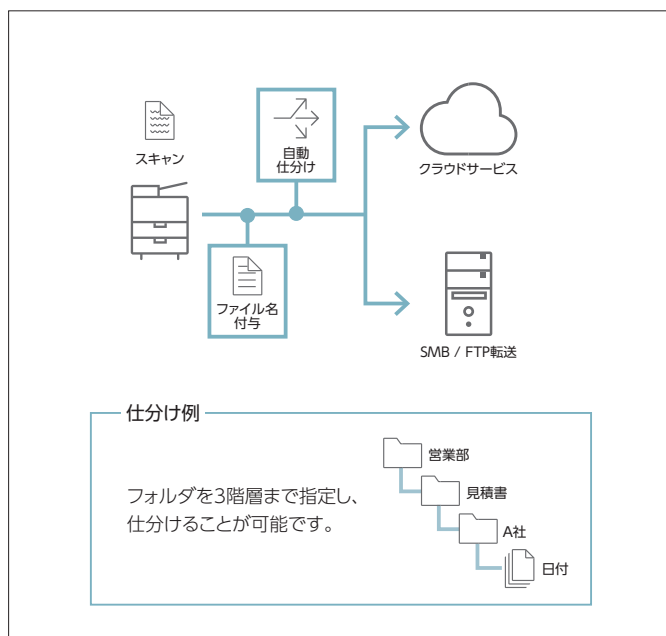 スキャン
自動
仕分け
クラウドサービス
ファイル名
付与
SMB / FTP転送
仕分け例
フォルダを3階層まで指定し、
仕分けることが可能です。
営業部
見積書
A社
日付